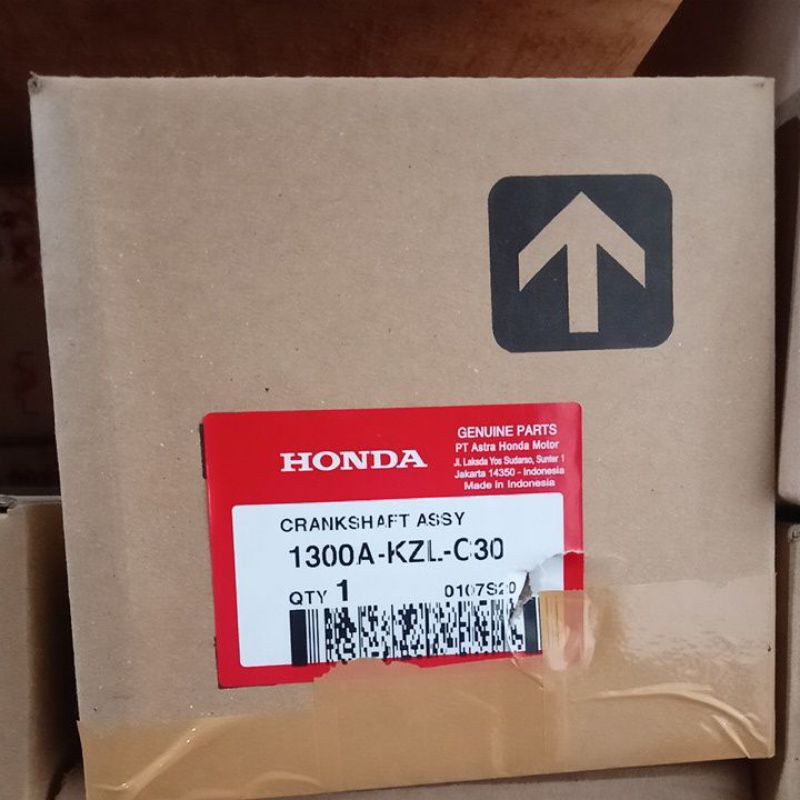 HONDA
GENUINE PARTS
PT Astra Honda Motor
Jl. Laksda Yos Sudarso, Sunter 1
Jakarta 14350 - Indonesia
Made in Indonesia
CRANKSHAFT ASSY
1300A-KZL-C30
QTY 1
0107S20